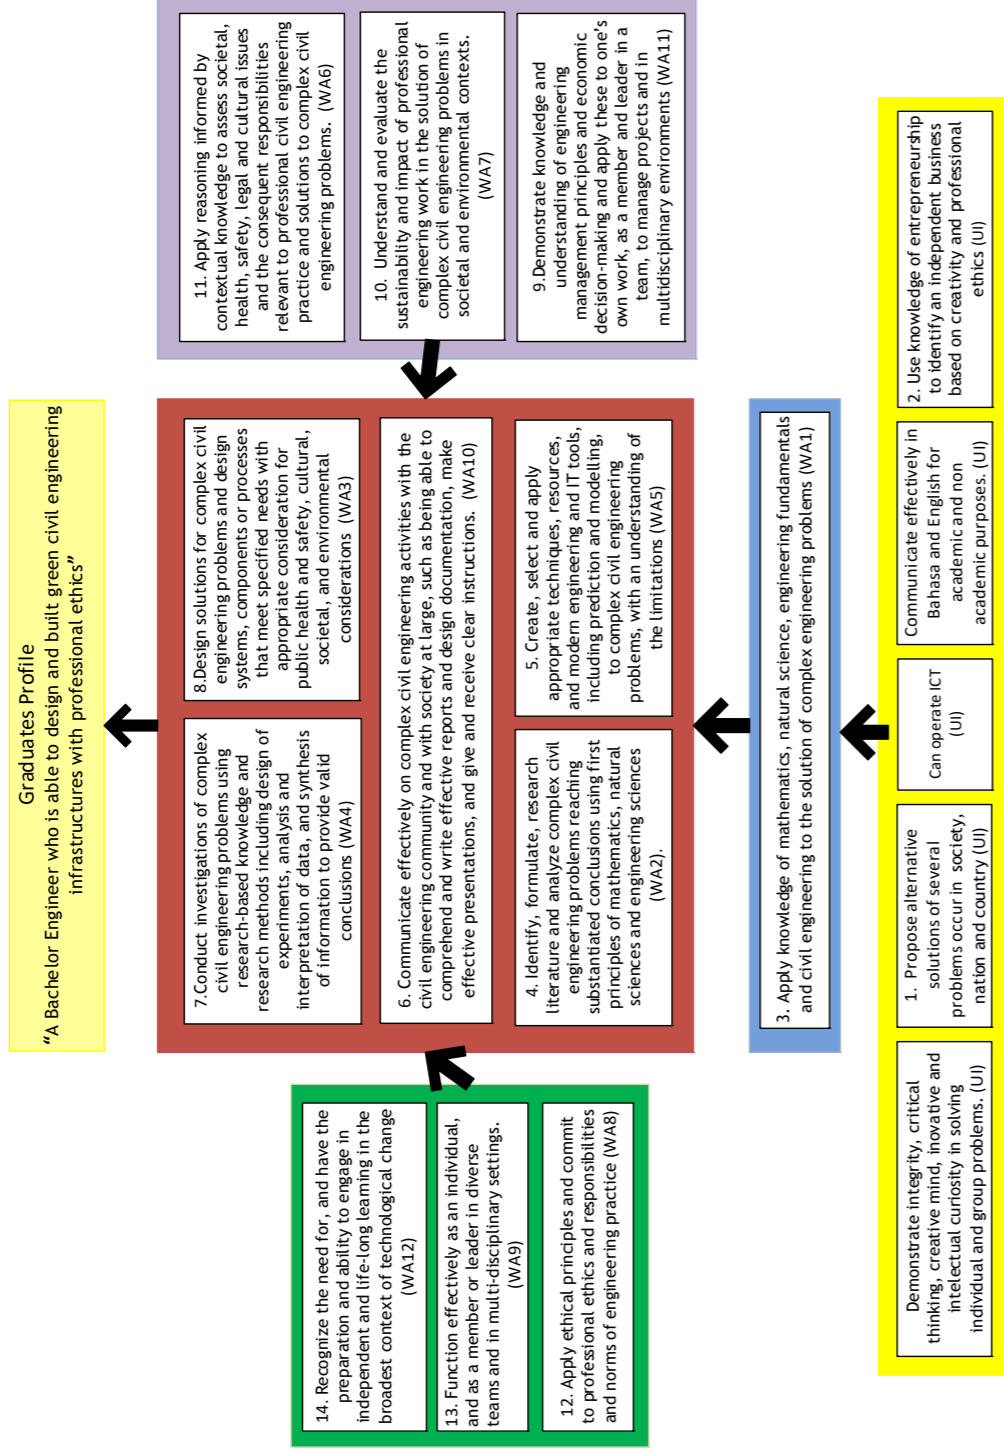 Graduates Profile
“A Bachelor Engineer who is able to design and built green civil engineering
infrastructures with professional ethics”
14. Recognize the need for, and have the
preparation and ability to engage in
independent and life-long learning in the
broadest context of technological change
(WA12)
13. Function effectively as an individual,
and as a member or leader in diverse
teams and in multi-disciplinary settings.
(WA9)
12. Apply ethical principles and commit
to professional ethics and responsibilities
and norms of engineering practice (WA8)
7.Conduct investigations of complex
civil engineering problems using
research-based knowledge and
research methods including design of
experiments, analysis and
interpretation of data, and synthesis
of information to provide valid
conclusions (WA4)
8.Design solutions for complex civil
engineering problems and design
systems, components or processes
that meet specified needs with
appropriate consideration for
public health and safety, cultural,
societal, and environmental
considerations (WA3)
6. Communicate effectively on complex civil engineering activities with the
civil engineering community and with society at large, such as being able to
comprehend and write effective reports and design documentation, make
effective presentations, and give and receive clear instructions. (WA10)
4. Identify, formulate, research
literature and analyze complex civil
engineering problems reaching
substantiated conclusions using first
principles of mathematics, natural
sciences and engineering sciences
(WA2).
5. Create, select and apply
appropriate techniques, resources,
and modern engineering and IT tools,
including prediction and modelling,
to complex civil engineering
problems, with an understanding of
the limitations (WA5)
11. Apply reasoning informed by
contextual knowledge to assess societal,
health, safety, legal and cultural issues
and the consequent responsibilities
relevant to professional civil engineering
practice and solutions to complex civil
engineering problems. (WA6)
10. Understand and evaluate the
sustainability and impact of professional
engineering work in the solution of
complex civil engineering problems in
societal and environmental contexts.
(WA7)
9.Demonstrate knowledge and
understanding of engineering
management principles and economic
decision-making and apply these to one’s
own work, as a member and leader in a
team, to manage projects and in
multidisciplinary environments (WA11)
3. Apply knowledge of mathematics, natural science, engineering fundamentals
and civil engineering to the solution of complex engineering problems (WA1)
Demonstrate integrity, critical
thinking, creative mind, inovative and
intelectual curiosity in solving
individual and group problems. (UI)
1. Propose alternative
solutions of several
problems occur in society,
nation and country (UI)
Can operate ICT
(UI)
Communicate effectively in
Bahasa and English for
academic and non
academic purposes. (UI)
2. Use knowledge of entrepreneurship
to identify an independent business
based on creativity and professional
ethics (UI)